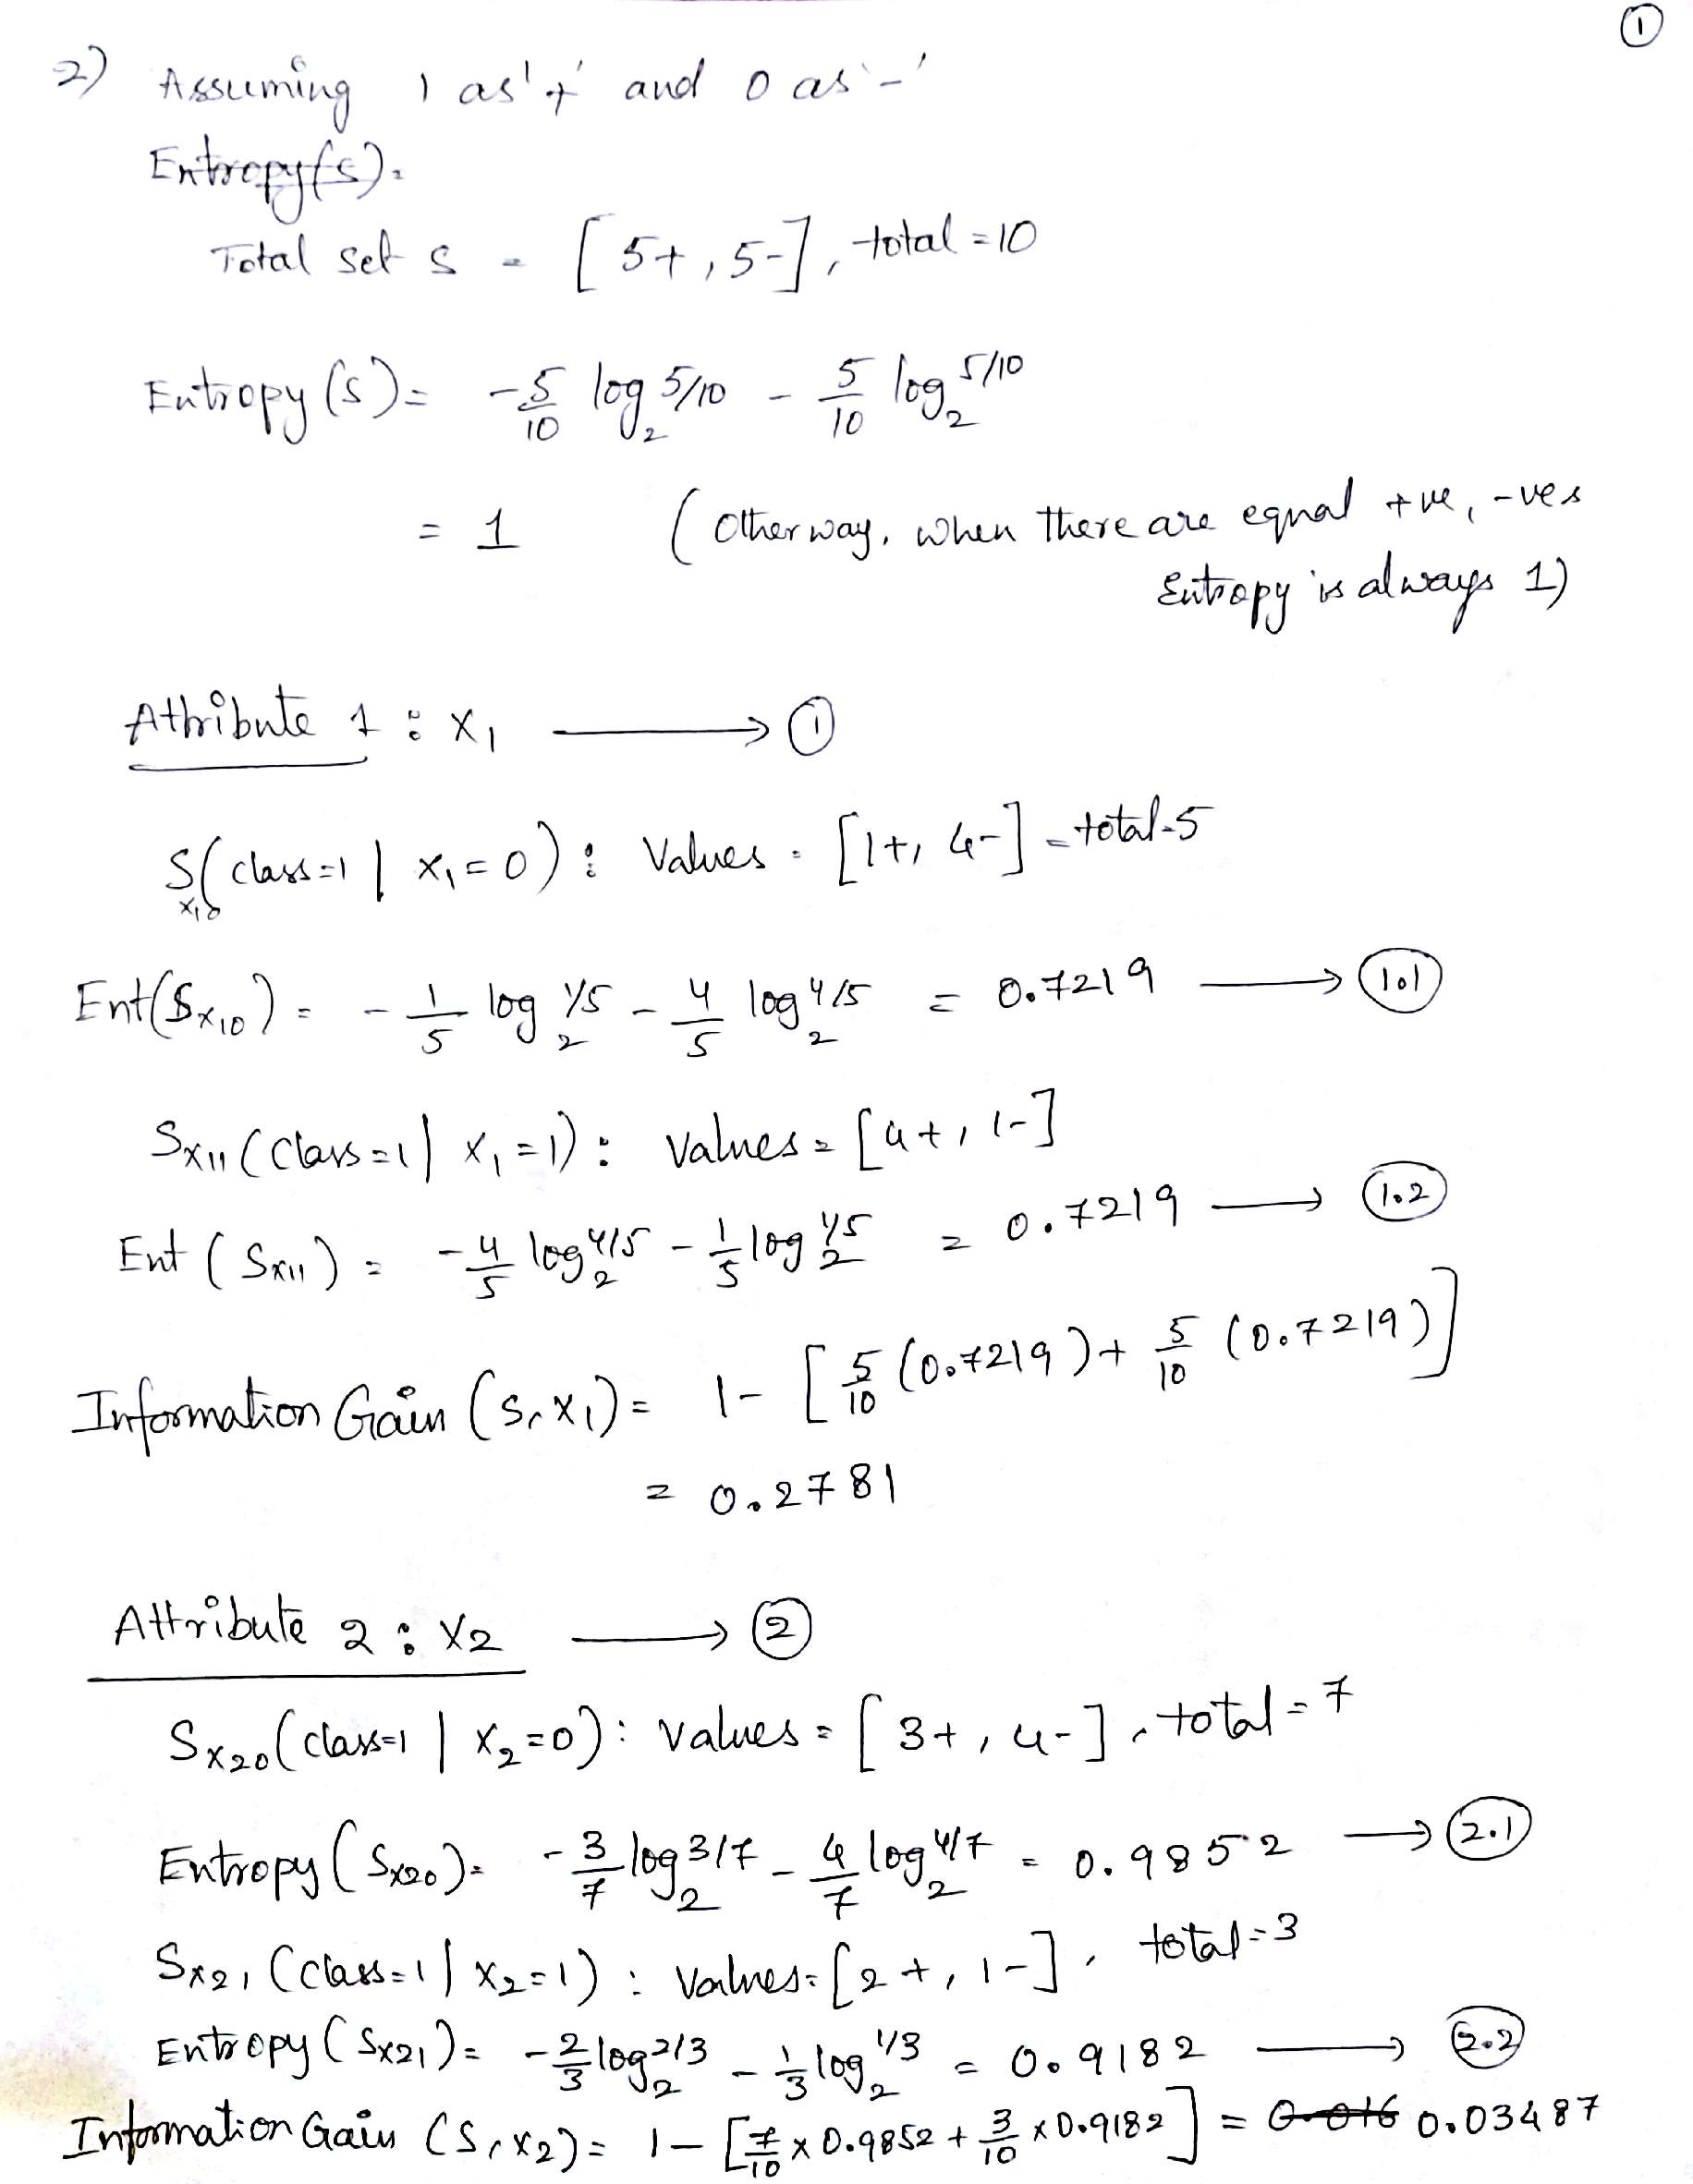 ①
2) Assuming 1 as '+' and 0 as '-'
Entropy(s) =
Total set s = [5+, 5-], total = 10
Entropy (s) = -5/10 log₂ 5/10 - 5/10 log₂ 5/10
= 1 (Other way, when there are equal +ve, -ves
Entropy is always 1)
Attribute 1 : X₁ → ①
S(class=1 | X₁ = 0) : Values = [1+, 4-] = total = 5
X₁₀
Ent(Sx₁₀) = -1/5 log₂ 1/5 - 4/5 log₂ 4/5 = 0.7219 → (1.1)
Sx₁₁ (Class = 1 | X₁ = 1) : values = [4+, 1-]
Ent (Sx₁₁) = -4/5 log₂ 4/5 - 1/5 log₂ 1/5 = 0.7219 → (1.2)
Information Gain (S, X₁) = 1 - [5/10 (0.7219) + 5/10 (0.7219)]
= 0.2781
Attribute 2 : X₂ → ②
Sx₂₀ (class=1 | X₂=0) : values = [3+, 4-], total = 7
Entropy (Sx₂₀) = -3/7 log₂ 3/7 - 4/7 log₂ 4/7 = 0.9852 → (2.1)
Sx₂₁ (class=1 | X₂=1) : Values = [2+, 1-], total = 3
Entropy (Sx₂₁) = -2/3 log₂ 2/3 - 1/3 log₂ 1/3 = 0.9182 → (2.2)
Information Gain (S, X₂) = 1 - [7/10 × 0.9852 + 3/10 × 0.9182] = 0.016 0.03487